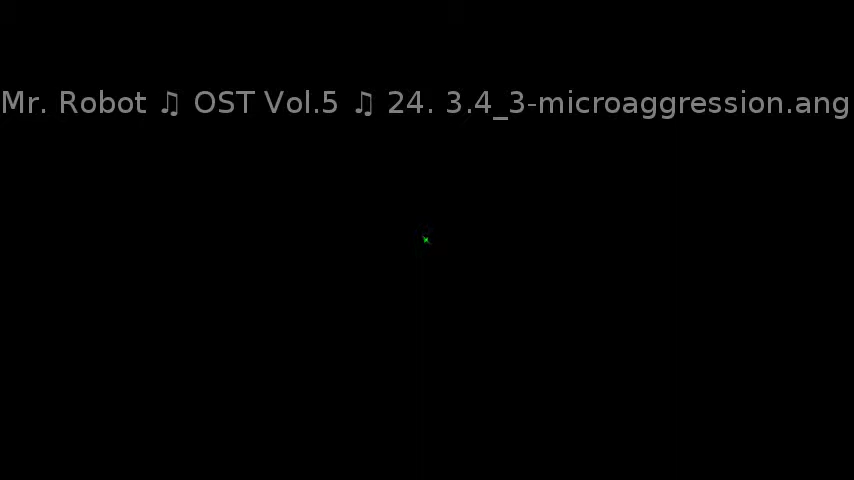 Mr. Robot ♫ OST Vol.5 ♫ 24. 3.4_3-microaggression.ang